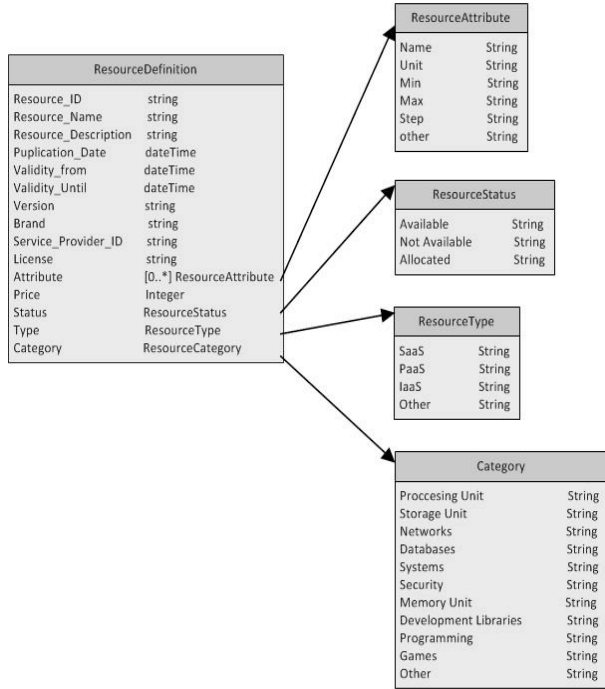 ResourceDefinition
Resource_ID string
Resource_Name string
Resource_Description string
Puplication_Date dateTime
Validity_from dateTime
Validity_Until dateTime
Version string
Brand string
Service_Provider_ID string
License string
Attribute [0..*] ResourceAttribute
Price Integer
Status ResourceStatus
Type ResourceType
Category ResourceCategory
ResourceAttribute
Name String
Unit String
Min String
Max String
Step String
other String
ResourceStatus
Available String
Not Available String
Allocated String
ResourceType
SaaS String
PaaS String
IaaS String
Other String
Category
Proccesing Unit String
Storage Unit String
Networks String
Databases String
Systems String
Security String
Memory Unit String
Development Libraries String
Programming String
Games String
Other String